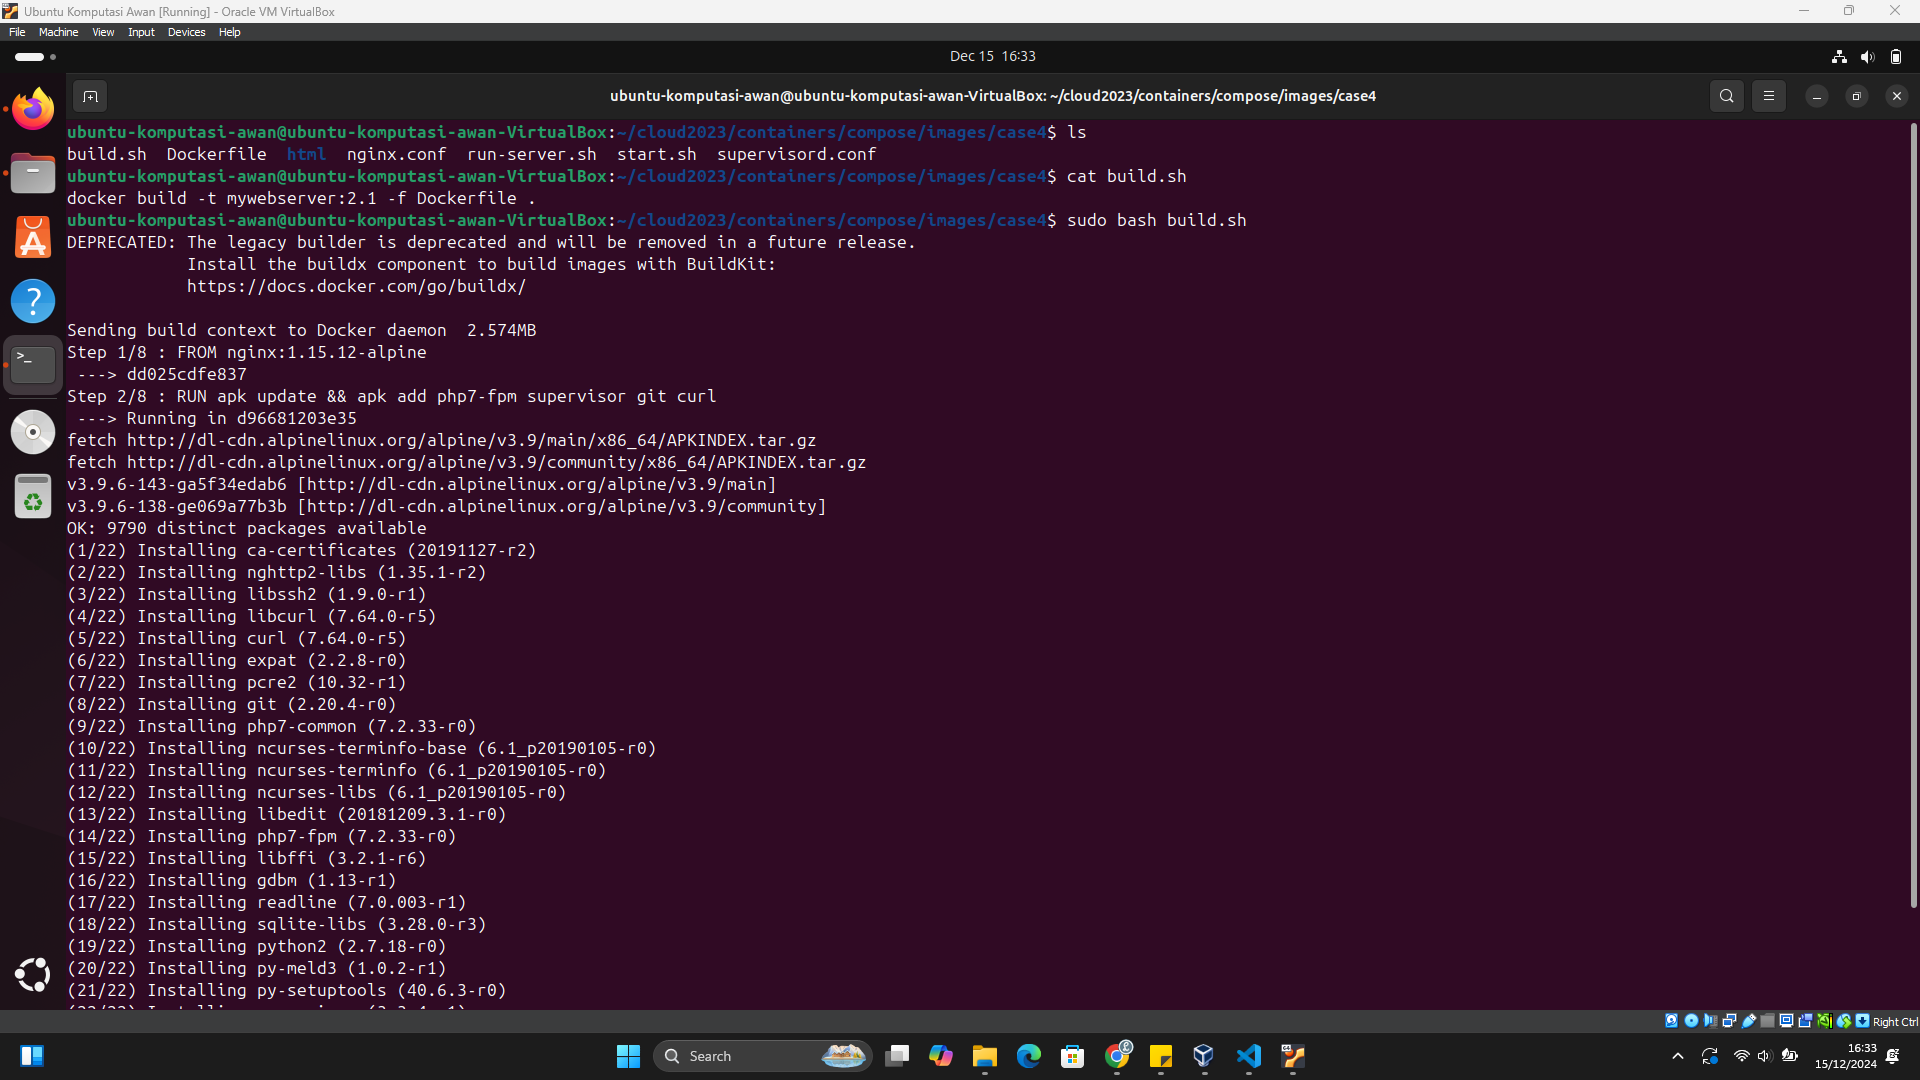 Ubuntu Komputasi Awan [Running] - Oracle VM VirtualBox
File Machine View Input Devices Help
Dec 15 16:33
ubuntu-komputasi-awan@ubuntu-komputasi-awan-VirtualBox: ~/cloud2023/containers/compose/images/case4
ubuntu-komputasi-awan@ubuntu-komputasi-awan-VirtualBox:~/cloud2023/containers/compose/images/case4$ ls
build.sh Dockerfile html nginx.conf run-server.sh start.sh supervisord.conf
ubuntu-komputasi-awan@ubuntu-komputasi-awan-VirtualBox:~/cloud2023/containers/compose/images/case4$ cat build.sh
docker build -t mywebserver:2.1 -f Dockerfile .
ubuntu-komputasi-awan@ubuntu-komputasi-awan-VirtualBox:~/cloud2023/containers/compose/images/case4$ sudo bash build.sh
DEPRECATED: The legacy builder is deprecated and will be removed in a future release.
Install the buildx component to build images with BuildKit:
https://docs.docker.com/go/buildx/
Sending build context to Docker daemon 2.574MB
Step 1/8 : FROM nginx:1.15.12-alpine
---> dd025cdfe837
Step 2/8 : RUN apk update && apk add php7-fpm supervisor git curl
---> Running in d96681203e35
fetch http://dl-cdn.alpinelinux.org/alpine/v3.9/main/x86_64/APKINDEX.tar.gz
fetch http://dl-cdn.alpinelinux.org/alpine/v3.9/community/x86_64/APKINDEX.tar.gz
v3.9.6-143-ga5f34edab6 [http://dl-cdn.alpinelinux.org/alpine/v3.9/main]
v3.9.6-138-ge069a77b3b [http://dl-cdn.alpinelinux.org/alpine/v3.9/community]
OK: 9790 distinct packages available
(1/22) Installing ca-certificates (20191127-r2)
(2/22) Installing nghttp2-libs (1.35.1-r2)
(3/22) Installing libssh2 (1.9.0-r1)
(4/22) Installing libcurl (7.64.0-r5)
(5/22) Installing curl (7.64.0-r5)
(6/22) Installing expat (2.2.8-r0)
(7/22) Installing pcre2 (10.32-r1)
(8/22) Installing git (2.20.4-r0)
(9/22) Installing php7-common (7.2.33-r0)
(10/22) Installing ncurses-terminfo-base (6.1_p20190105-r0)
(11/22) Installing ncurses-terminfo (6.1_p20190105-r0)
(12/22) Installing ncurses-libs (6.1_p20190105-r0)
(13/22) Installing libedit (20181209.3.1-r0)
(14/22) Installing php7-fpm (7.2.33-r0)
(15/22) Installing libffi (3.2.1-r6)
(16/22) Installing gdbm (1.13-r1)
(17/22) Installing readline (7.0.003-r1)
(18/22) Installing sqlite-libs (3.28.0-r3)
(19/22) Installing python2 (2.7.18-r0)
(20/22) Installing py-meld3 (1.0.2-r1)
(21/22) Installing py-setuptools (40.6.3-r0)
Right Ctrl
Search
16:33
15/12/2024